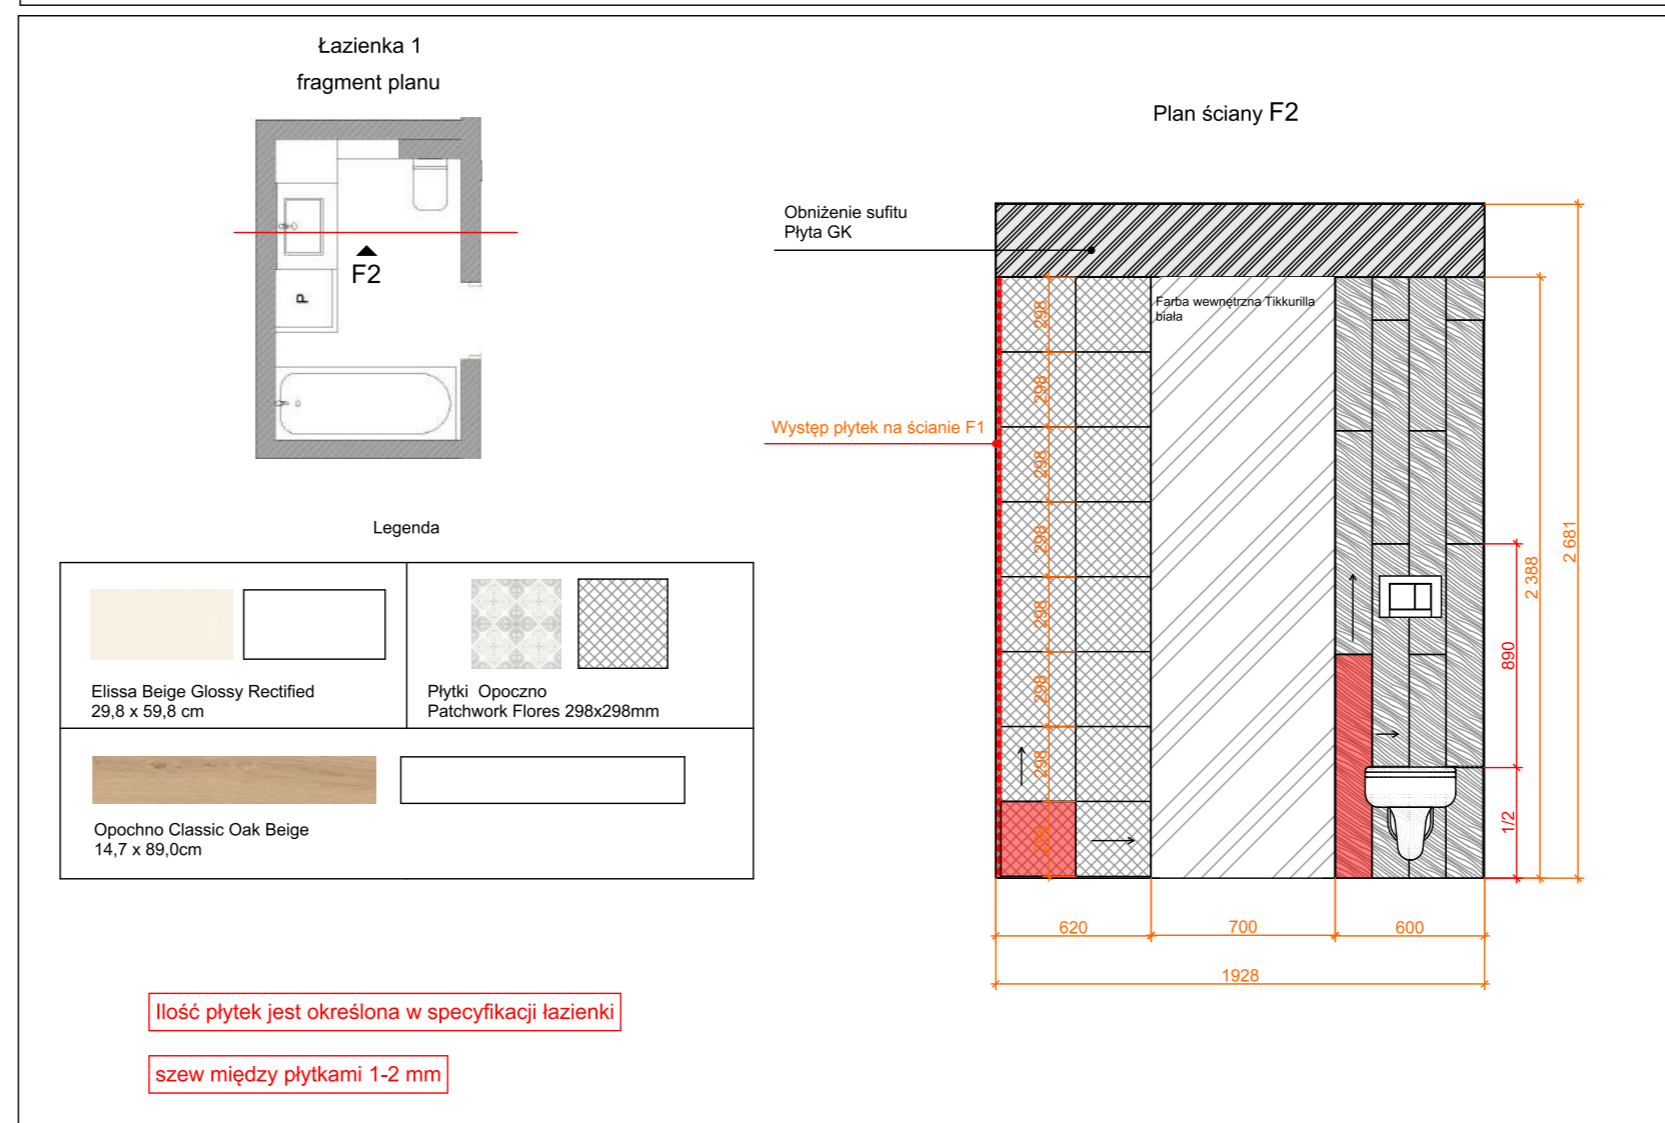 Łazienka 1
fragment planu
F2
P
Plan ściany F2
Obniżenie sufitu
Płyta GK
Farba wewnętrzna Tikkurilla
biała
Występ płytek na ścianie F1
298
298
298
298
298
298
298
298
2 681
2 388
890
1/2
620
700
600
1928
Legenda
Elissa Beige Glossy Rectified
29,8 x 59,8 cm
Płytki Opoczno
Patchwork Flores 298x298mm
Opochno Classic Oak Beige
14,7 x 89,0cm
Ilość płytek jest określona w specyfikacji łazienki
szew między płytkami 1-2 mm